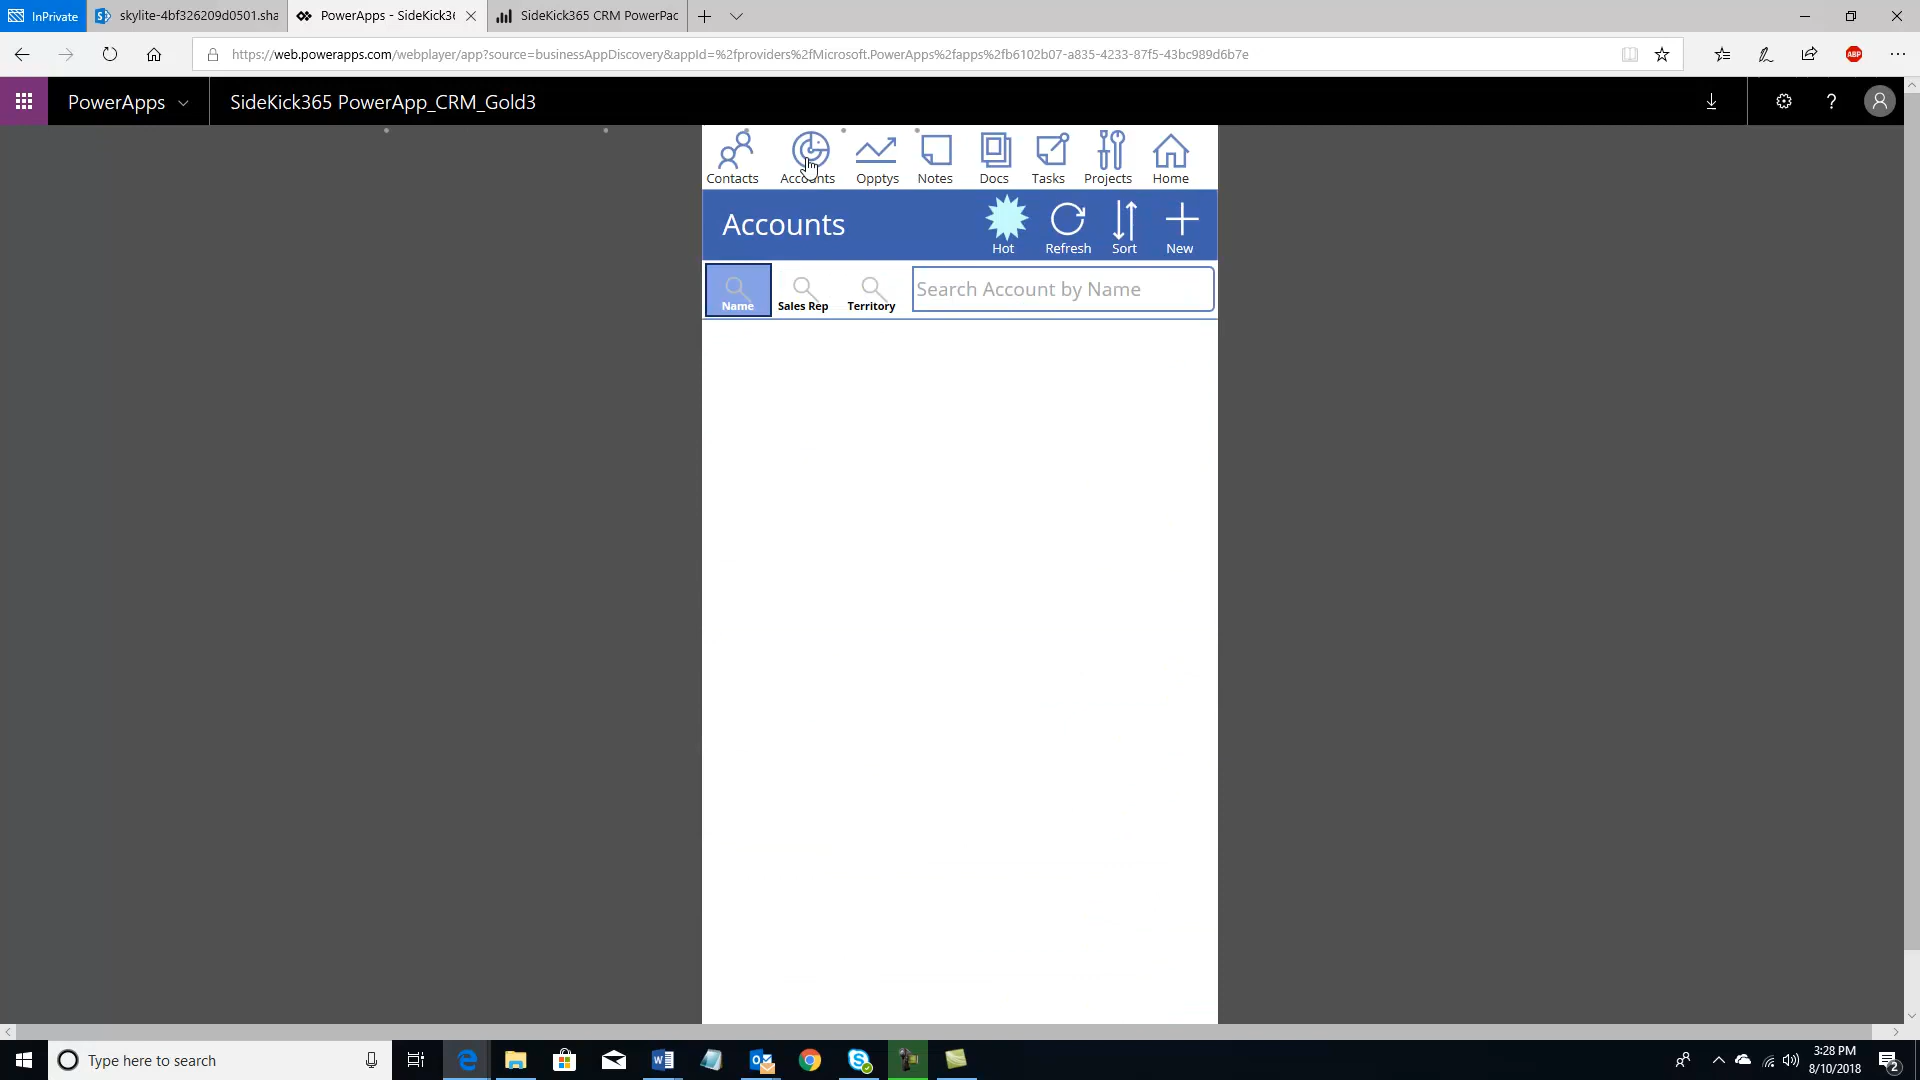 InPrivate
skylite-4bf326209d0501.sha
PowerApps - SideKick36
SideKick365 CRM PowerPac
https://web.powerapps.com/webplayer/app?source=businessAppDiscovery&appId=%2fproviders%2fMicrosoft.PowerApps%2fapps%2fb6102b07-a835-4233-87f5-43bc989d6b7e
ABP
PowerApps
SideKick365 PowerApp_CRM_Gold3
?
Contacts
Accounts
Opptys
Notes
Docs
Tasks
Projects
Home
Accounts
Hot
Refresh
Sort
New
Name
Sales Rep
Territory
Search Account by Name
Type here to search
3:28 PM
8/10/2018
2